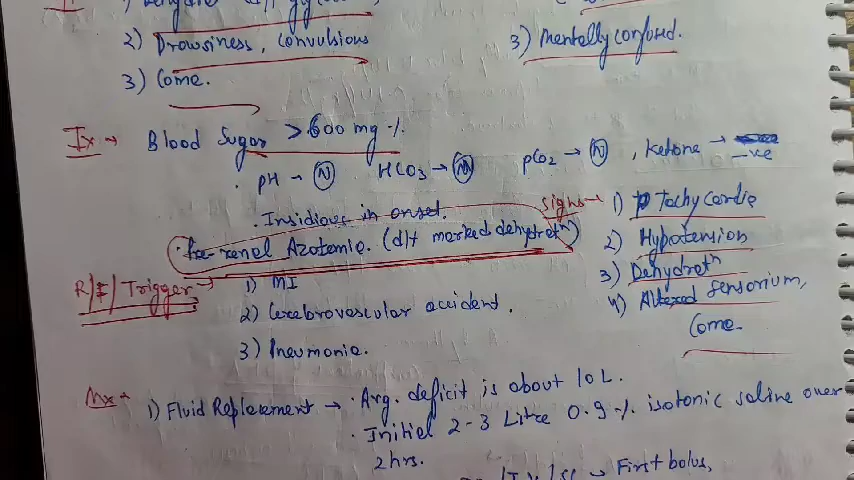 2) Drowsiness, convulsions
3) Mentally confused.
3) Coma.
Ix → Blood Sugar > 600 mg %.
. pH → (N) HCO3 → (N) pCO2 → (N) , Ketone → -ve
. Insidious in onset.
. Pre-renal Azotemia. (d/t marked dehydratn)
Signs → 1) Tachycardia
2) Hypotension
3) Dehydratn
4) Altered sensorium,
Coma.
R/F/Trigger → 1) MI
2) Cerebrovascular accident.
3) Pneumonia.
Mx → 1) Fluid Replacement → . Avg. deficit is about 10 L.
. Initial 2-3 Litre 0.9 % isotonic saline over
2 hrs.
First bolus,